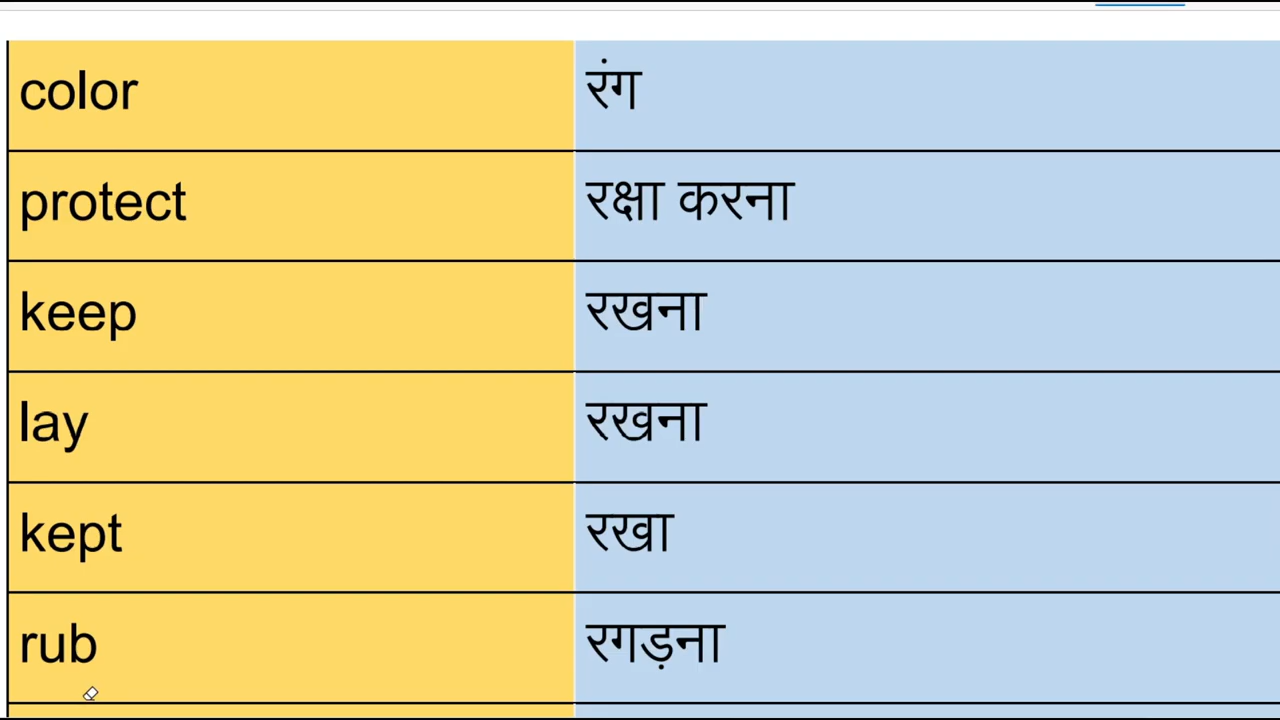 color रंग
protect रक्षा करना
keep रखना
lay रखना
kept रखा
rub रगड़ना